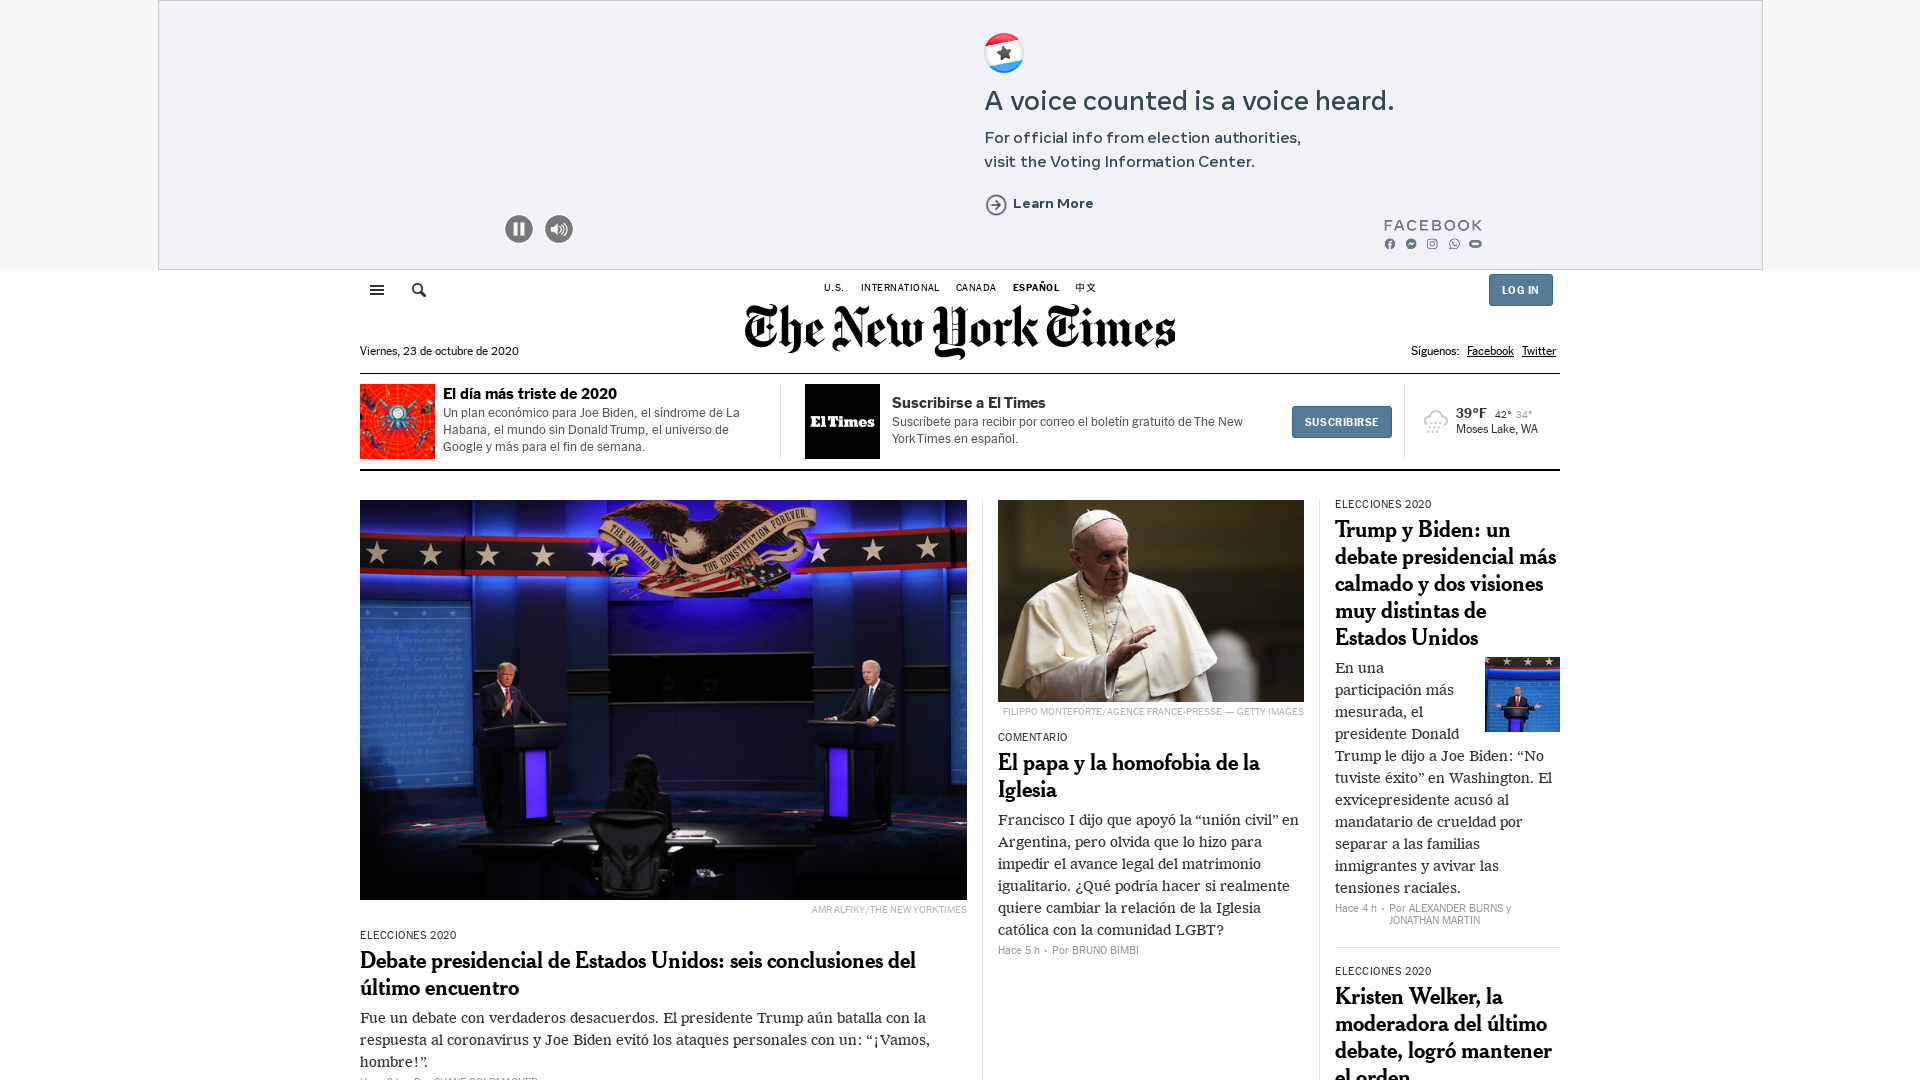 A voice counted is a voice heard.
For official info from election authorities,
visit the Voting Information Center.
Learn More
FACEBOOK
U.S. INTERNATIONAL CANADA ESPAÑOL 中文
LOG IN
The New York Times
Viernes, 23 de octubre de 2020
Síguenos: Facebook Twitter
El día más triste de 2020
Un plan económico para Joe Biden, el síndrome de La
Habana, el mundo sin Donald Trump, el universo de
Google y más para el fin de semana.
El Times
Suscribirse a El Times
Suscríbete para recibir por correo el boletín gratuito de The New
York Times en español.
SUSCRIBIRSE
39°F 42° 34°
Moses Lake, WA
THE UNION AND THE CONSTITUTION FOREVER.
AMR ALFIKY/THE NEW YORK TIMES
ELECCIONES 2020
Debate presidencial de Estados Unidos: seis conclusiones del
último encuentro
Fue un debate con verdaderos desacuerdos. El presidente Trump aún batalla con la
respuesta al coronavirus y Joe Biden evitó los ataques personales con un: “¡Vamos,
hombre!”.
FILIPPO MONTEFORTE/AGENCE FRANCE-PRESSE — GETTY IMAGES
COMENTARIO
El papa y la homofobia de la
Iglesia
Francisco I dijo que apoyó la “unión civil” en
Argentina, pero olvida que lo hizo para
impedir el avance legal del matrimonio
igualitario. ¿Qué podría hacer si realmente
quiere cambiar la relación de la Iglesia
católica con la comunidad LGBT?
Hace 5 h • Por BRUNO BIMBI
ELECCIONES 2020
Trump y Biden: un
debate presidencial más
calmado y dos visiones
muy distintas de
Estados Unidos
En una
participación más
mesurada, el
presidente Donald
Trump le dijo a Joe Biden: “No
tuviste éxito” en Washington. El
exvicepresidente acusó al
mandatario de crueldad por
separar a las familias
inmigrantes y avivar las
tensiones raciales.
Hace 4 h • Por ALEXANDER BURNS y
JONATHAN MARTIN
ELECCIONES 2020
Kristen Welker, la
moderadora del último
debate, logró mantener
el orden